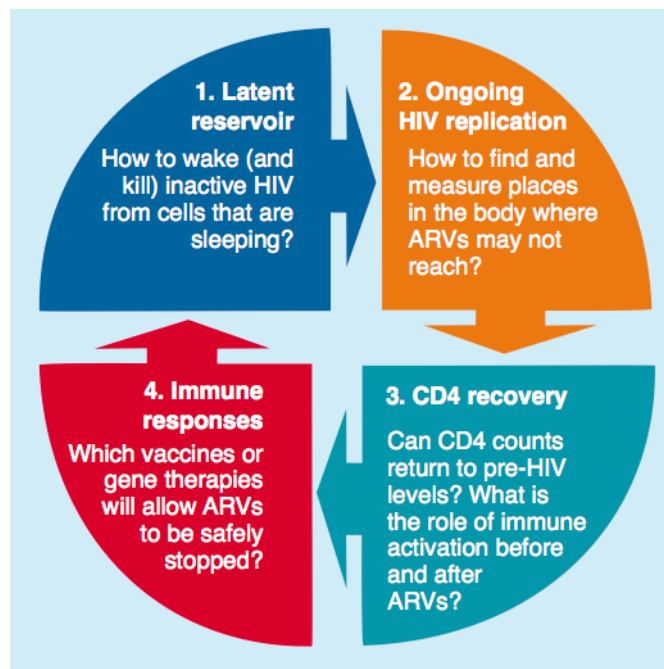 1. Latent
reservoir
How to wake (and
kill) inactive HIV
from cells that are
sleeping?
2. Ongoing
HIV replication
How to find and
measure places
in the body where
ARVs may not
reach?
3. CD4 recovery
Can CD4 counts
return to pre-HIV
levels? What is
the role of immune
activation before
and after
ARVs?
4. Immune
responses
Which vaccines or
gene therapies
will allow ARVs
to be safely
stopped?